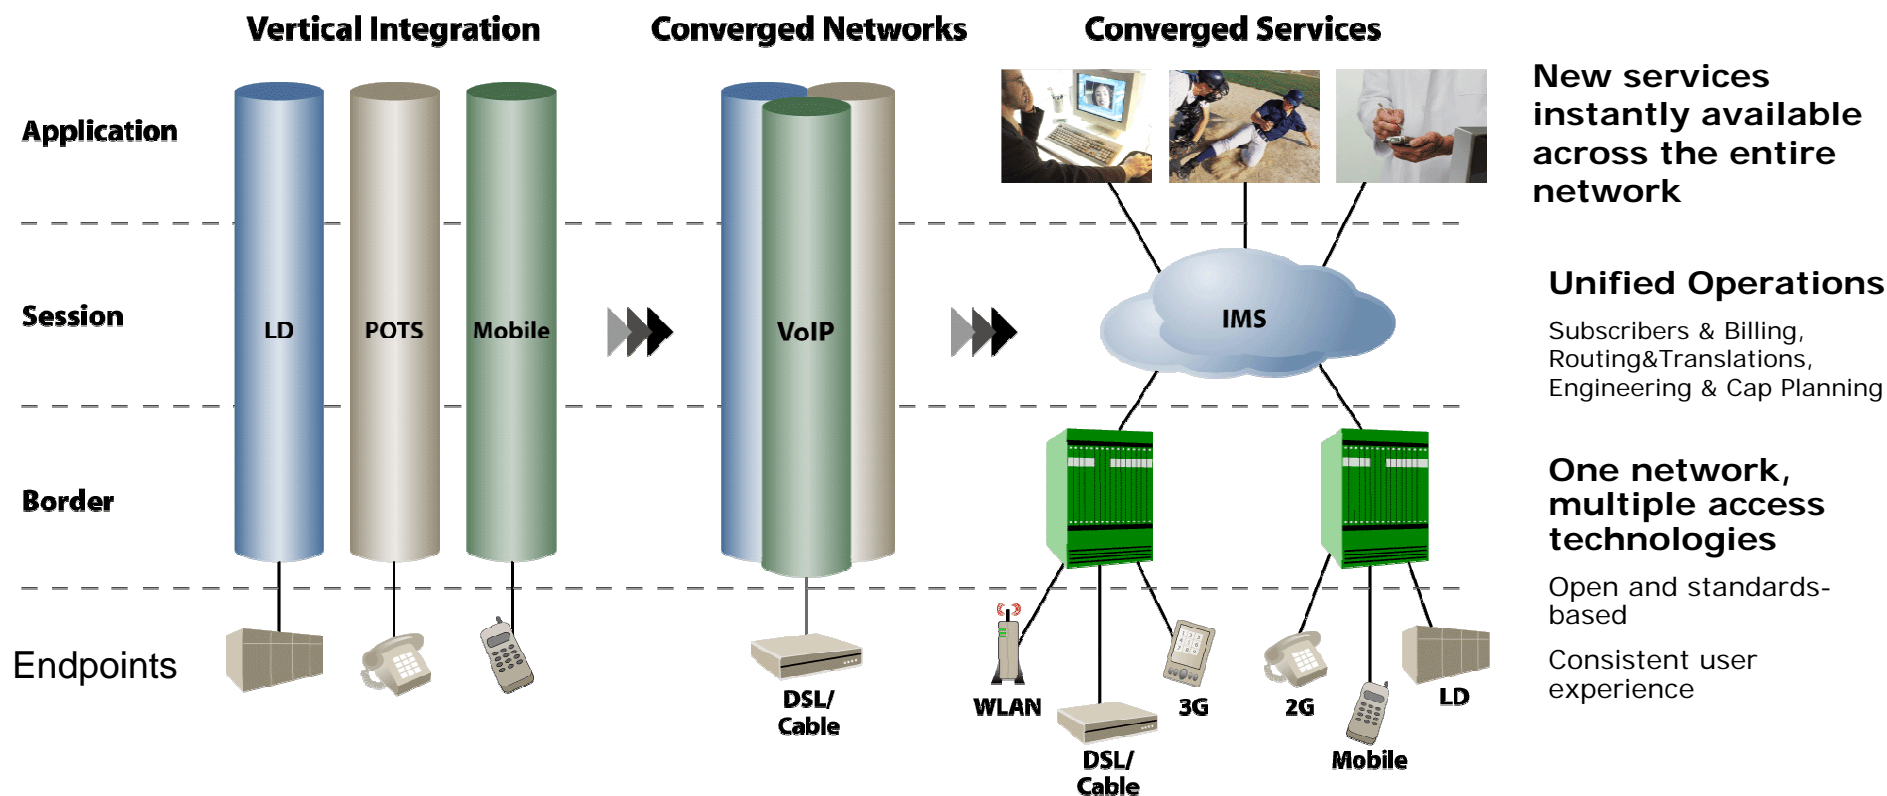 Vertical Integration
Converged Networks
Converged Services
Application
Session
Border
Endpoints
LD
POTS
Mobile
VoIP
DSL/
Cable
IMS
WLAN
DSL/
Cable
3G
2G
Mobile
LD
New services
instantly available
across the entire
network
Unified Operations
Subscribers & Billing,
Routing&Translations,
Engineering & Cap Planning
One network,
multiple access
technologies
Open and standards-
based
Consistent user
experience